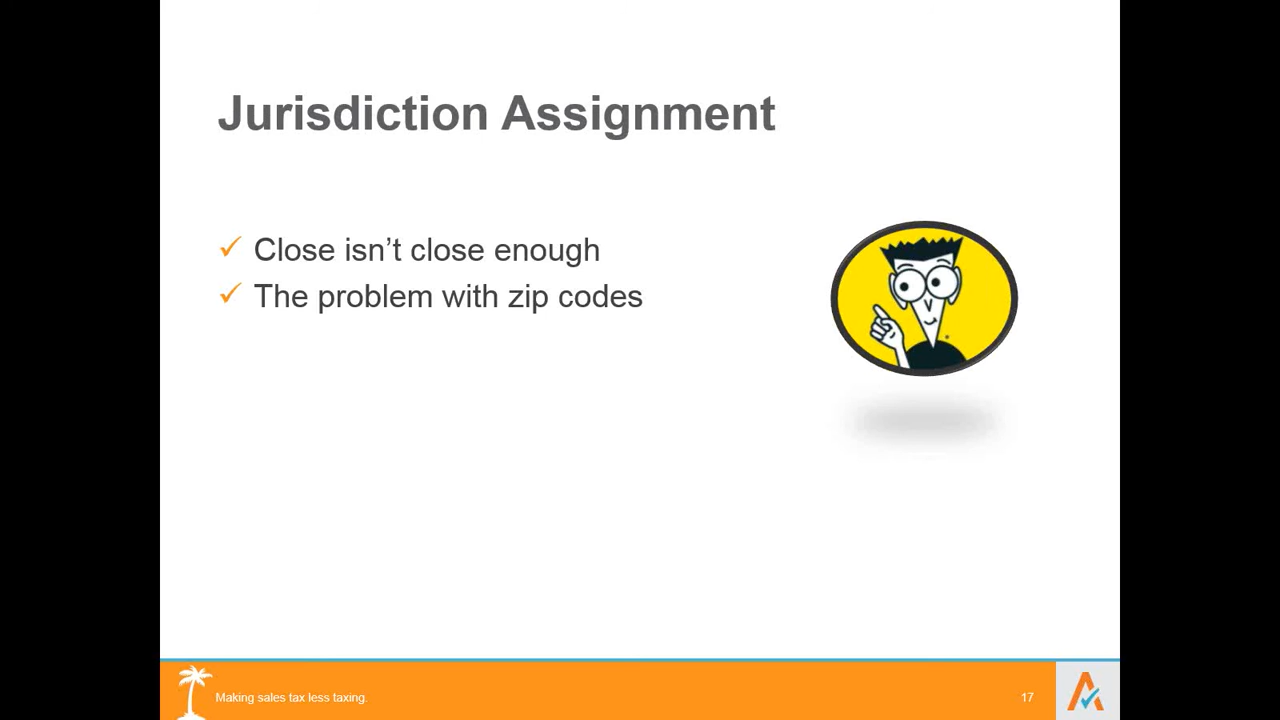 Jurisdiction Assignment
Close isn’t close enough
The problem with zip codes
Making sales tax less taxing.
17